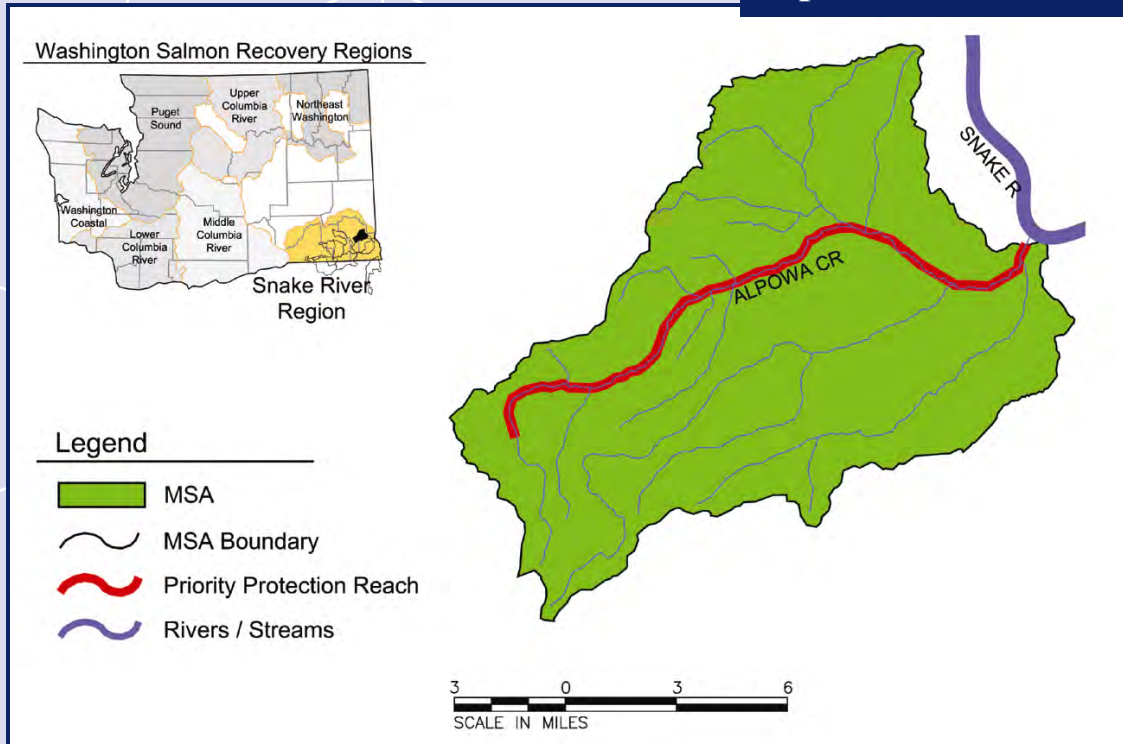 Washington Salmon Recovery Regions
Upper
Columbia
River
Northeast
Washington
Puget
Sound
Washington
Coastal
Lower
Columbia
River
Middle
Columbia
River
Snake River
Region
SNAKE R
ALPOWA CR
Legend
MSA
MSA Boundary
Priority Protection Reach
Rivers / Streams
3 0 3 6
SCALE IN MILES